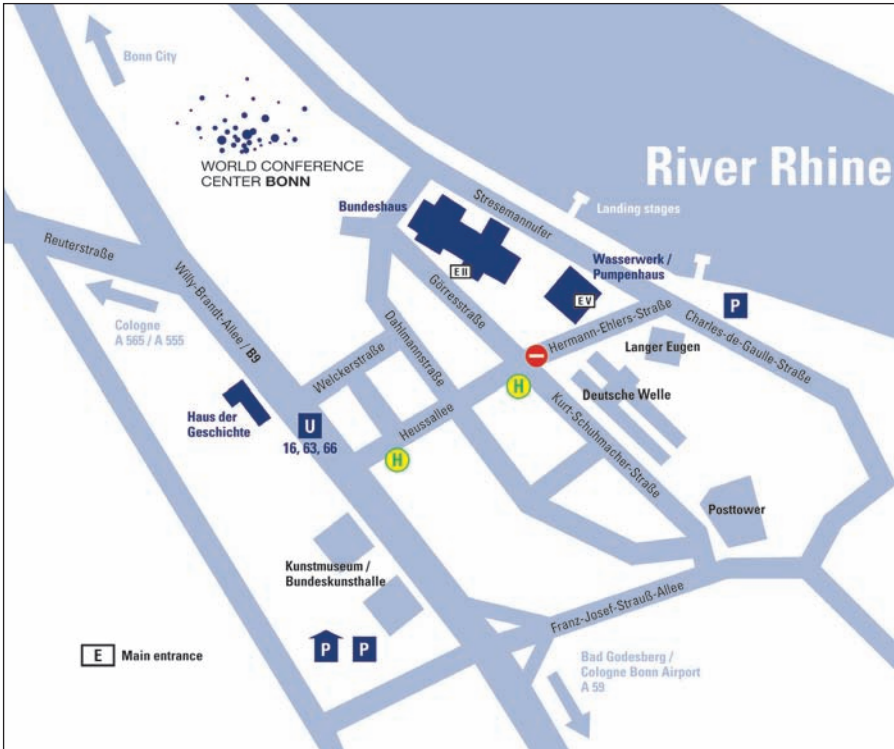 Bonn City
WORLD CONFERENCE
CENTER BONN
River Rhine
Landing stages
Stresemannufer
Bundeshaus
E II
Wasserwerk /
Pumpenhaus
E V
P
Reuterstraße
Willy-Brandt-Allee / B9
Görresstraße
Hermann-Ehlers-Straße
Charles-de-Gaulle-Straße
Cologne
A 565 / A 555
Dahlmannstraße
Langer Eugen
Welckerstraße
H
Deutsche Welle
Haus der
Geschichte
U
16, 63, 66
Heussallee
H
Kurt-Schuhmacher-Straße
Posttower
Kunstmuseum /
Bundeskunsthalle
Franz-Josef-Strauß-Allee
P P
E Main entrance
Bad Godesberg /
Cologne Bonn Airport
A 59